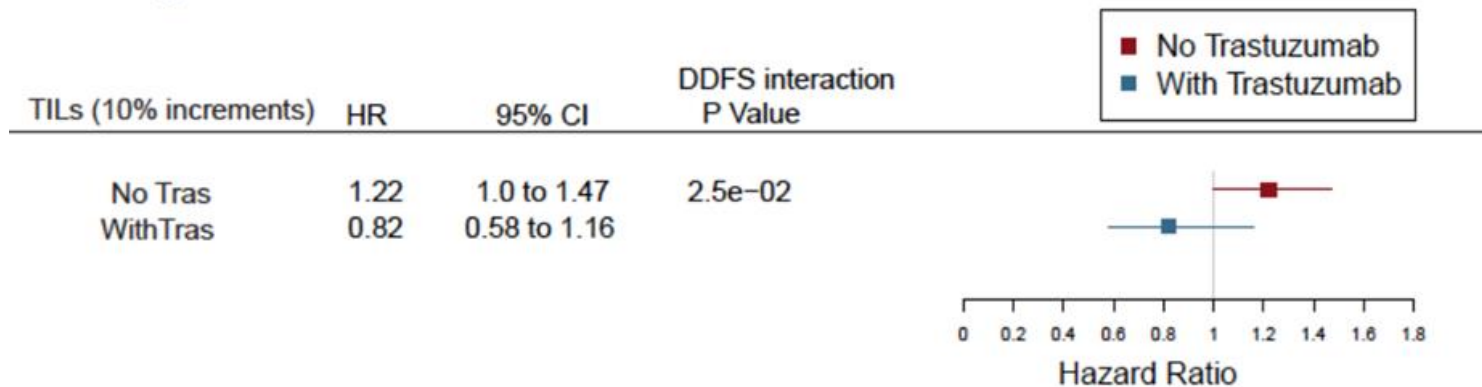 No Trastuzumab
With Trastuzumab
DDFS interaction
TILs (10% increments) HR 95% CI P Value
No Tras 1.22 1.0 to 1.47 2.5e−02
WithTras 0.82 0.58 to 1.16
0 0.2 0.4 0.6 0.8 1 1.2 1.4 1.6 1.8
Hazard Ratio